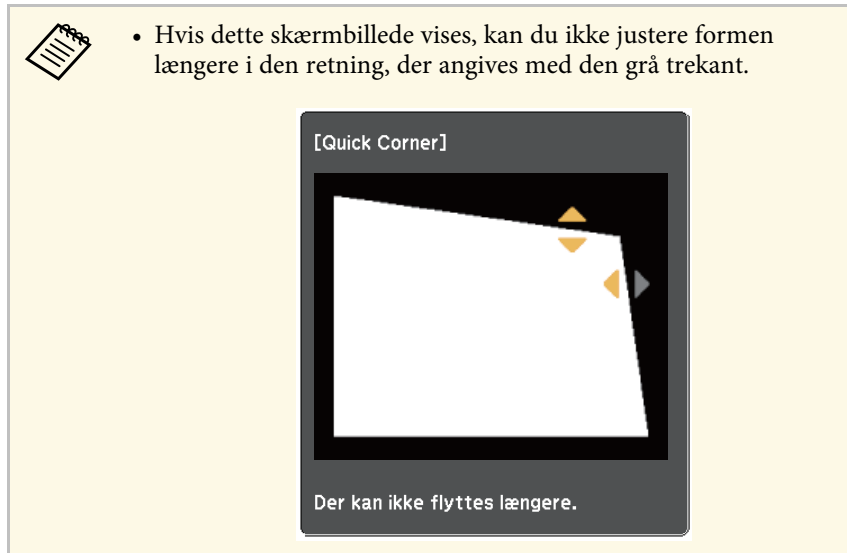 • Hvis dette skærmbillede vises, kan du ikke justere formen
længere i den retning, der angives med den grå trekant.
[Quick Corner]
Der kan ikke flyttes længere.